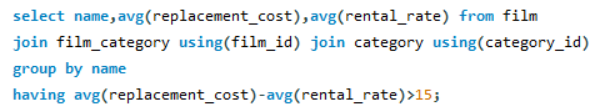 select name,avg(replacement_cost),avg(rental_rate) from film
join film_category using(film_id) join category using(category_id)
group by name
having avg(replacement_cost)-avg(rental_rate)>15;